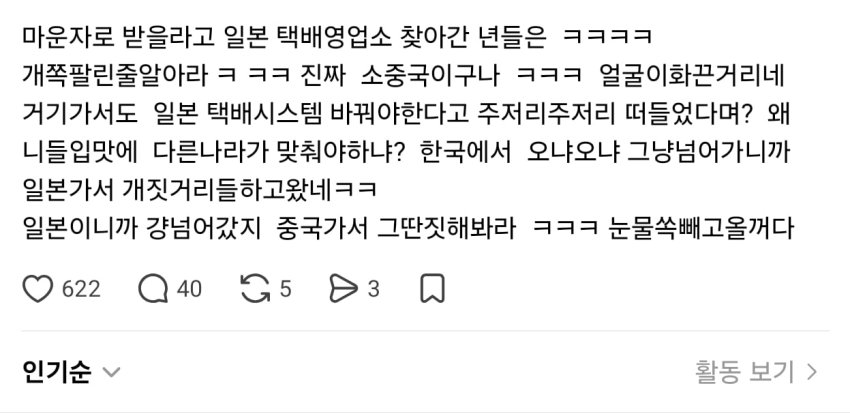 마운자로 받을라고 일본 택배영업소 찾아간 년들은 ㅋㅋㅋㅋ
개쪽팔린줄알아라 ㅋ ㅋㅋ 진짜 소중국이구나 ㅋㅋㅋ 얼굴이화끈거리네
거기가서도 일본 택배시스템 바꿔야한다고 주저리주저리 떠들었다며? 왜
니들입맛에 다른나라가 맞춰야하냐? 한국에서 오냐오냐 그냥넘어가니까
일본가서 개짓거리들하고왔네ㅋㅋ
일본이니까 걍넘어갔지 중국가서 그딴짓해봐라 ㅋㅋㅋ 눈물쏙빼고올꺼다
622 40 5 3
인기순 활동 보기